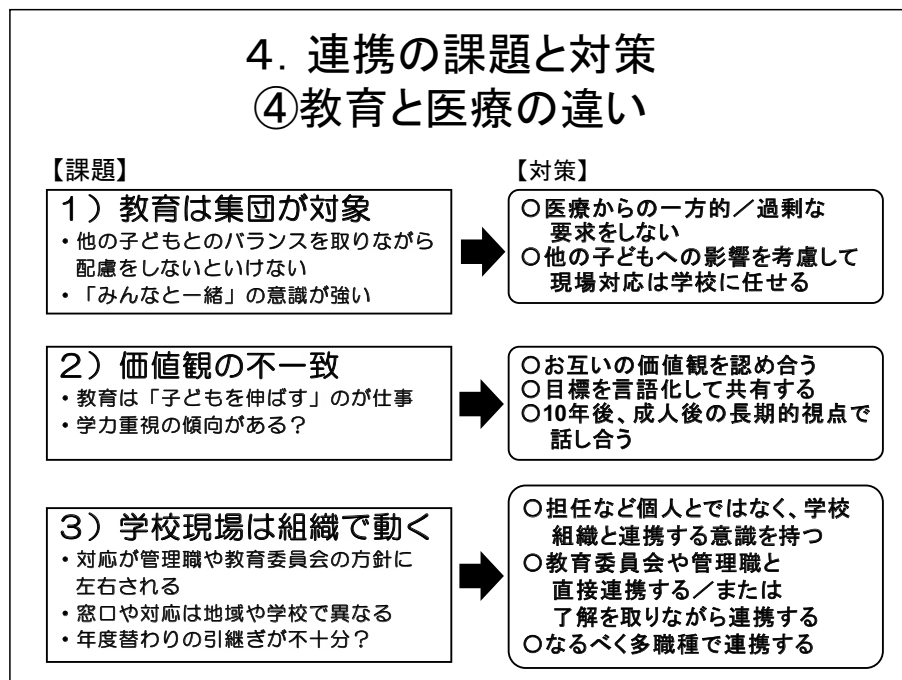 ４．連携の課題と対策
④教育と医療の違い
【課題】
１）教育は集団が対象
・他の子どもとのバランスを取りながら
配慮をしないといけない
・「みんなと一緒」の意識が強い
【対策】
○医療からの一方的／過剰な
要求をしない
○他の子どもへの影響を考慮して
現場対応は学校に任せる
２）価値観の不一致
・教育は「子どもを伸ばす」のが仕事
・学力重視の傾向がある？
○お互いの価値観を認め合う
○目標を言語化して共有する
○10年後、成人後の長期的視点で
話し合う
３）学校現場は組織で動く
・対応が管理職や教育委員会の方針に
左右される
・窓口や対応は地域や学校で異なる
・年度替わりの引継ぎが不十分？
○担任など個人とではなく、学校
組織と連携する意識を持つ
○教育委員会や管理職と
直接連携する／または
了解を取りながら連携する
○なるべく多職種で連携する